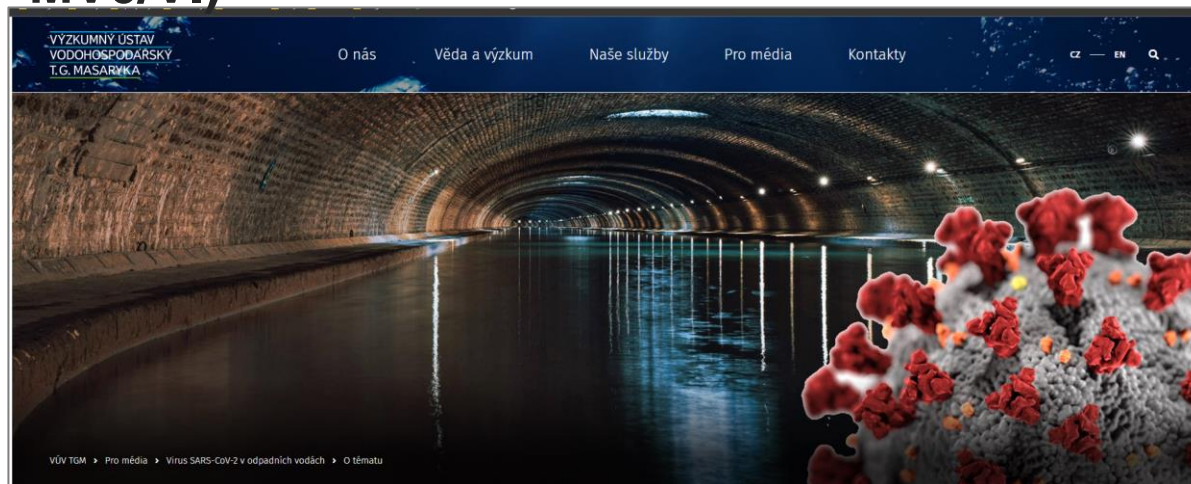 VÝZKUMNÝ ÚSTAV
VODOHOSPODÁŘSKÝ
T. G. MASARYKA
O nás
Věda a výzkum
Naše služby
Pro média
Kontakty
CZ — EN
VÚV TGM > Pro média > Virus SARS-CoV-2 v odpadních vodách > O tématu